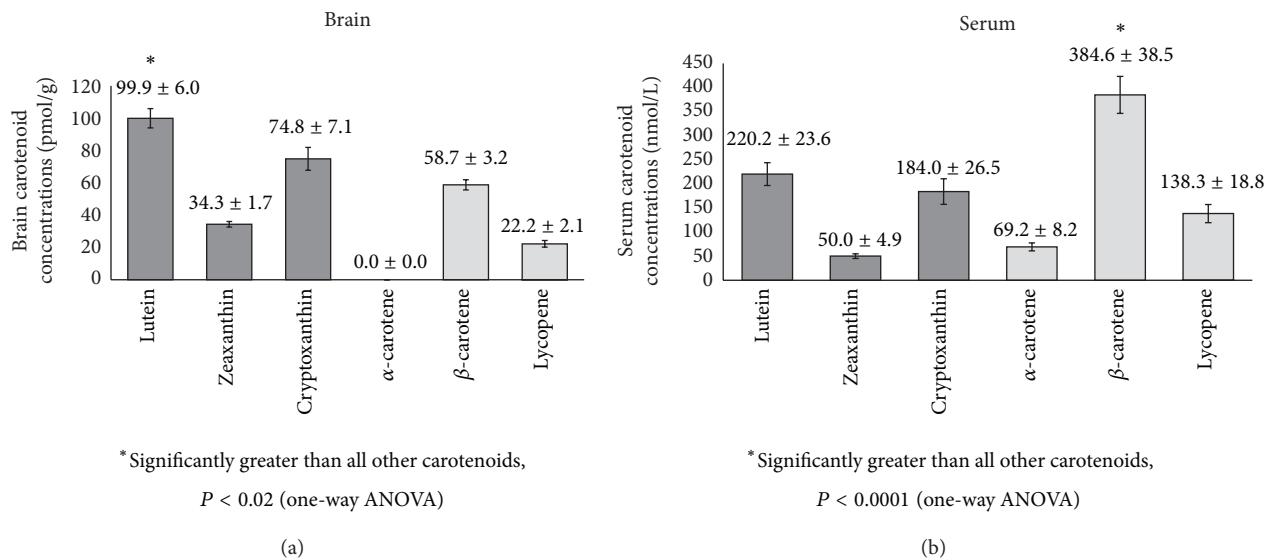 Brain
Brain carotenoid
concentrations (pmol/g)
120
100
80
60
40
20
0
*
99.9 ± 6.0
34.3 ± 1.7
74.8 ± 7.1
0.0 ± 0.0
58.7 ± 3.2
22.2 ± 2.1
Lutein
Zeaxanthin
Cryptoxanthin
α-carotene
β-carotene
Lycopene
*Significantly greater than all other carotenoids,
P < 0.02 (one-way ANOVA)
(a)
Serum
Serum carotenoid
concentrations (nmol/L)
450
400
350
300
250
200
150
100
50
0
220.2 ± 23.6
50.0 ± 4.9
184.0 ± 26.5
69.2 ± 8.2
*
384.6 ± 38.5
138.3 ± 18.8
Lutein
Zeaxanthin
Cryptoxanthin
α-carotene
β-carotene
Lycopene
*Significantly greater than all other carotenoids,
P < 0.0001 (one-way ANOVA)
(b)